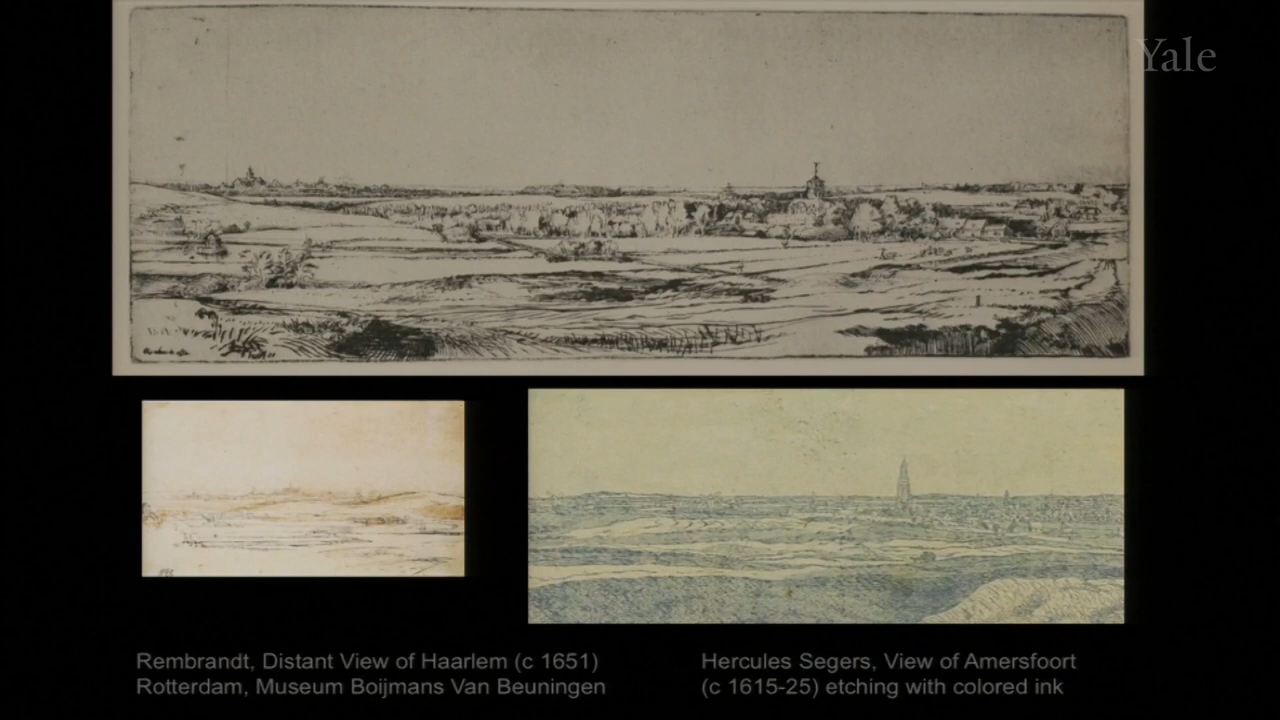 Yale
Rembrandt, Distant View of Haarlem (c 1651)
Rotterdam, Museum Boijmans Van Beuningen
Hercules Segers, View of Amersfoort
(c 1615-25) etching with colored ink